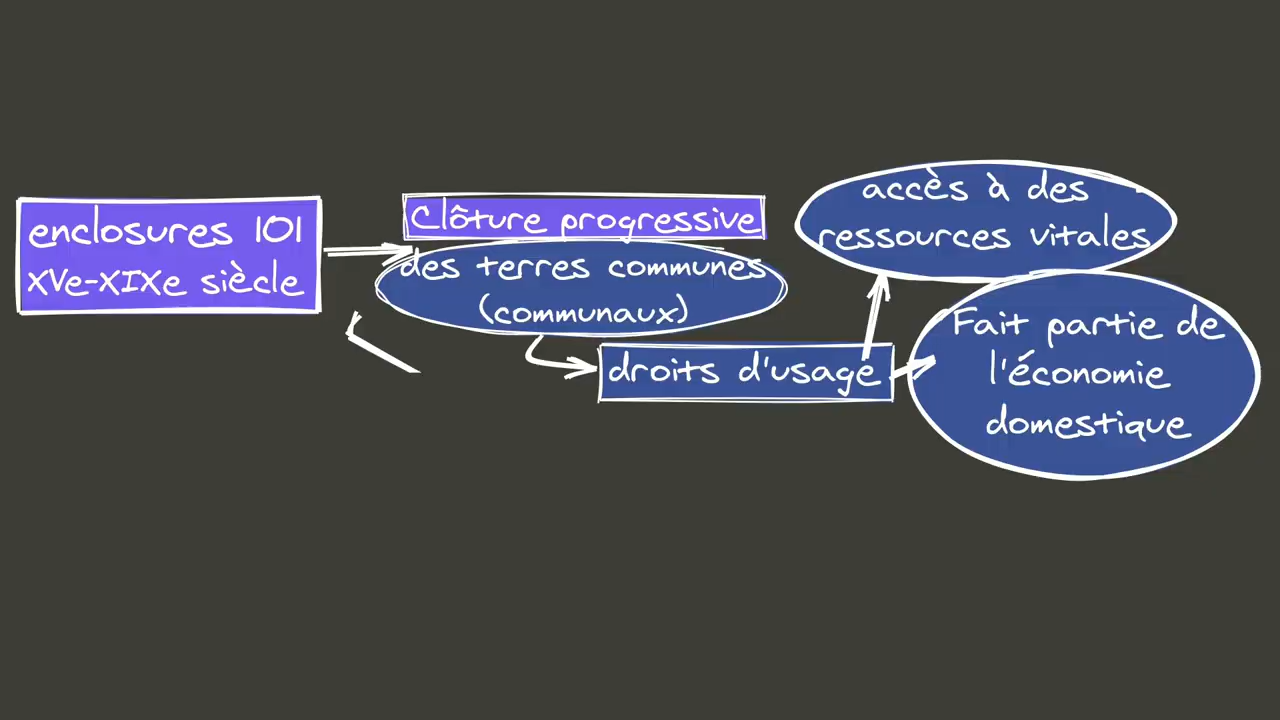 enclosures 101
XVe-XIXe siècle
Clôture progressive
des terres communes
(communaux)
droits d'usage
accès à des
ressources vitales
Fait partie de
l'économie
domestique